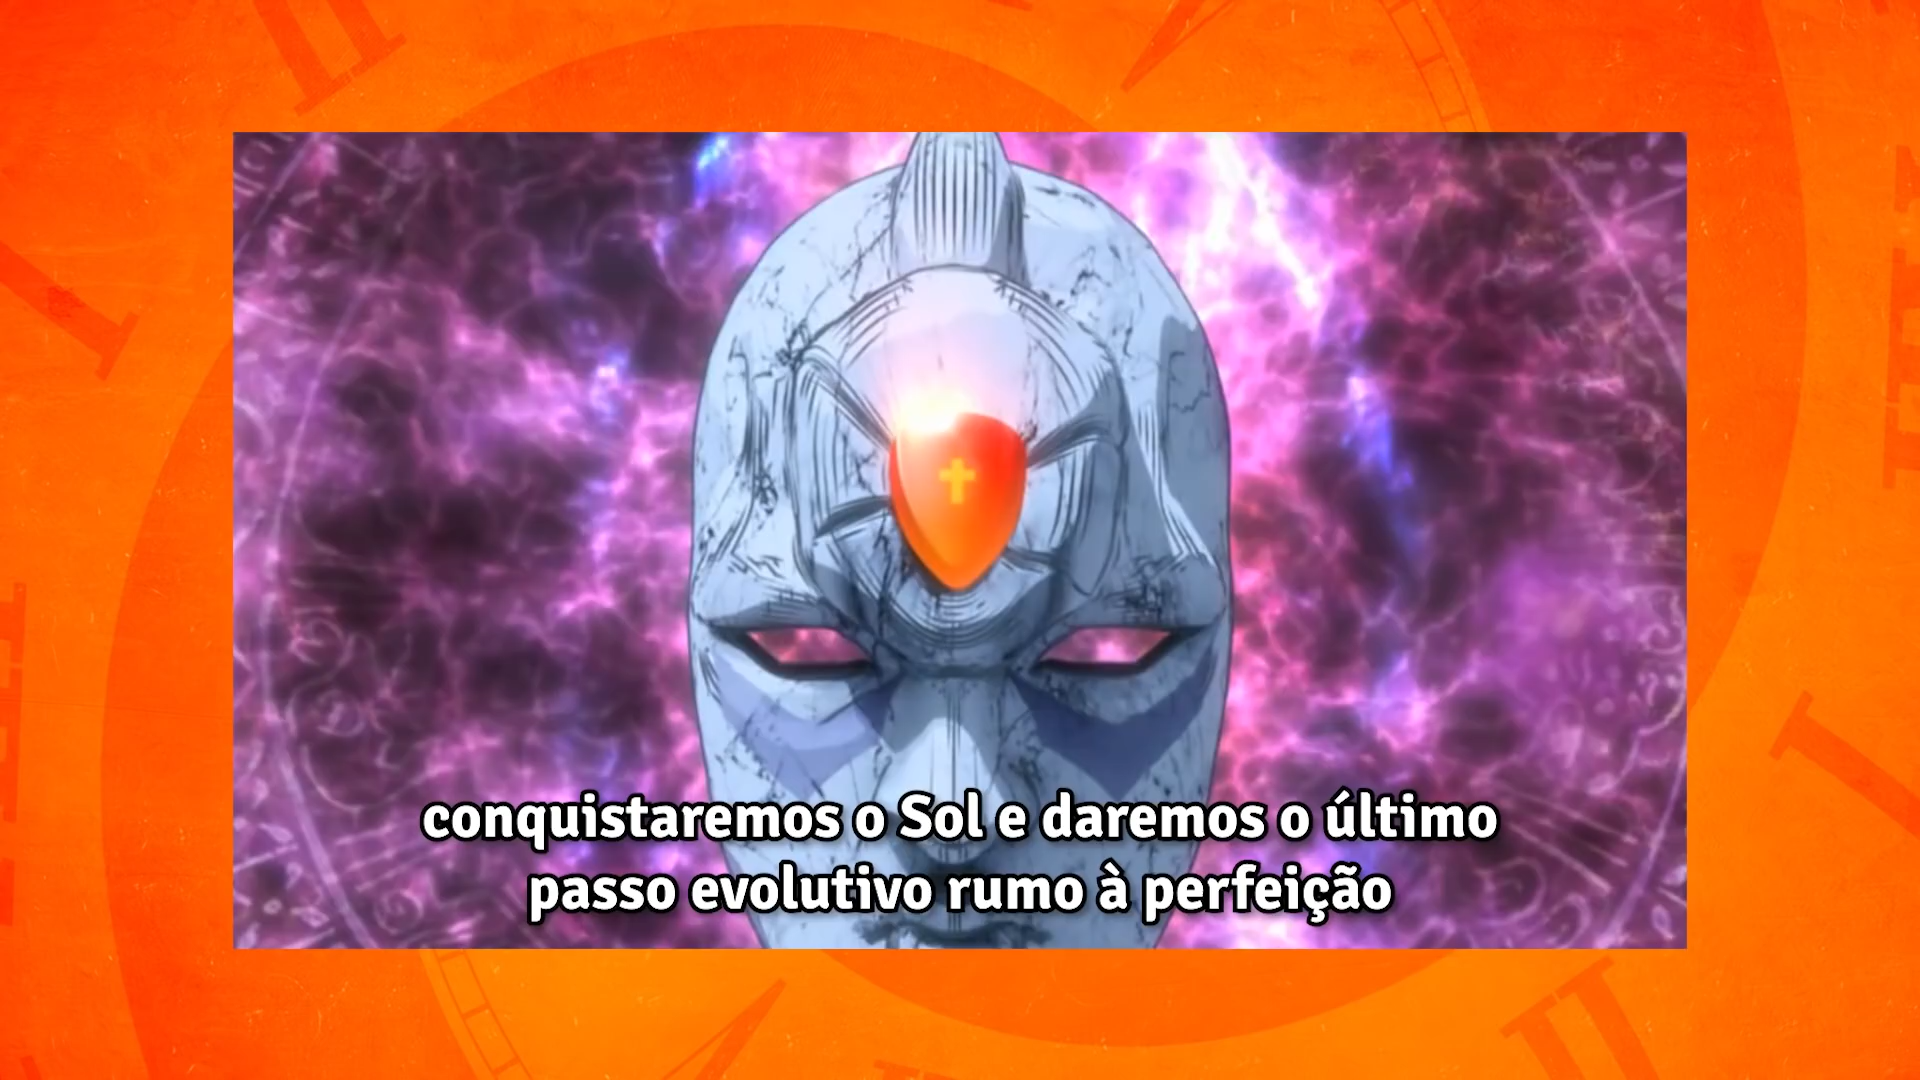 conquistaremos o Sol e daremos o último
passo evolutivo rumo à perfeição